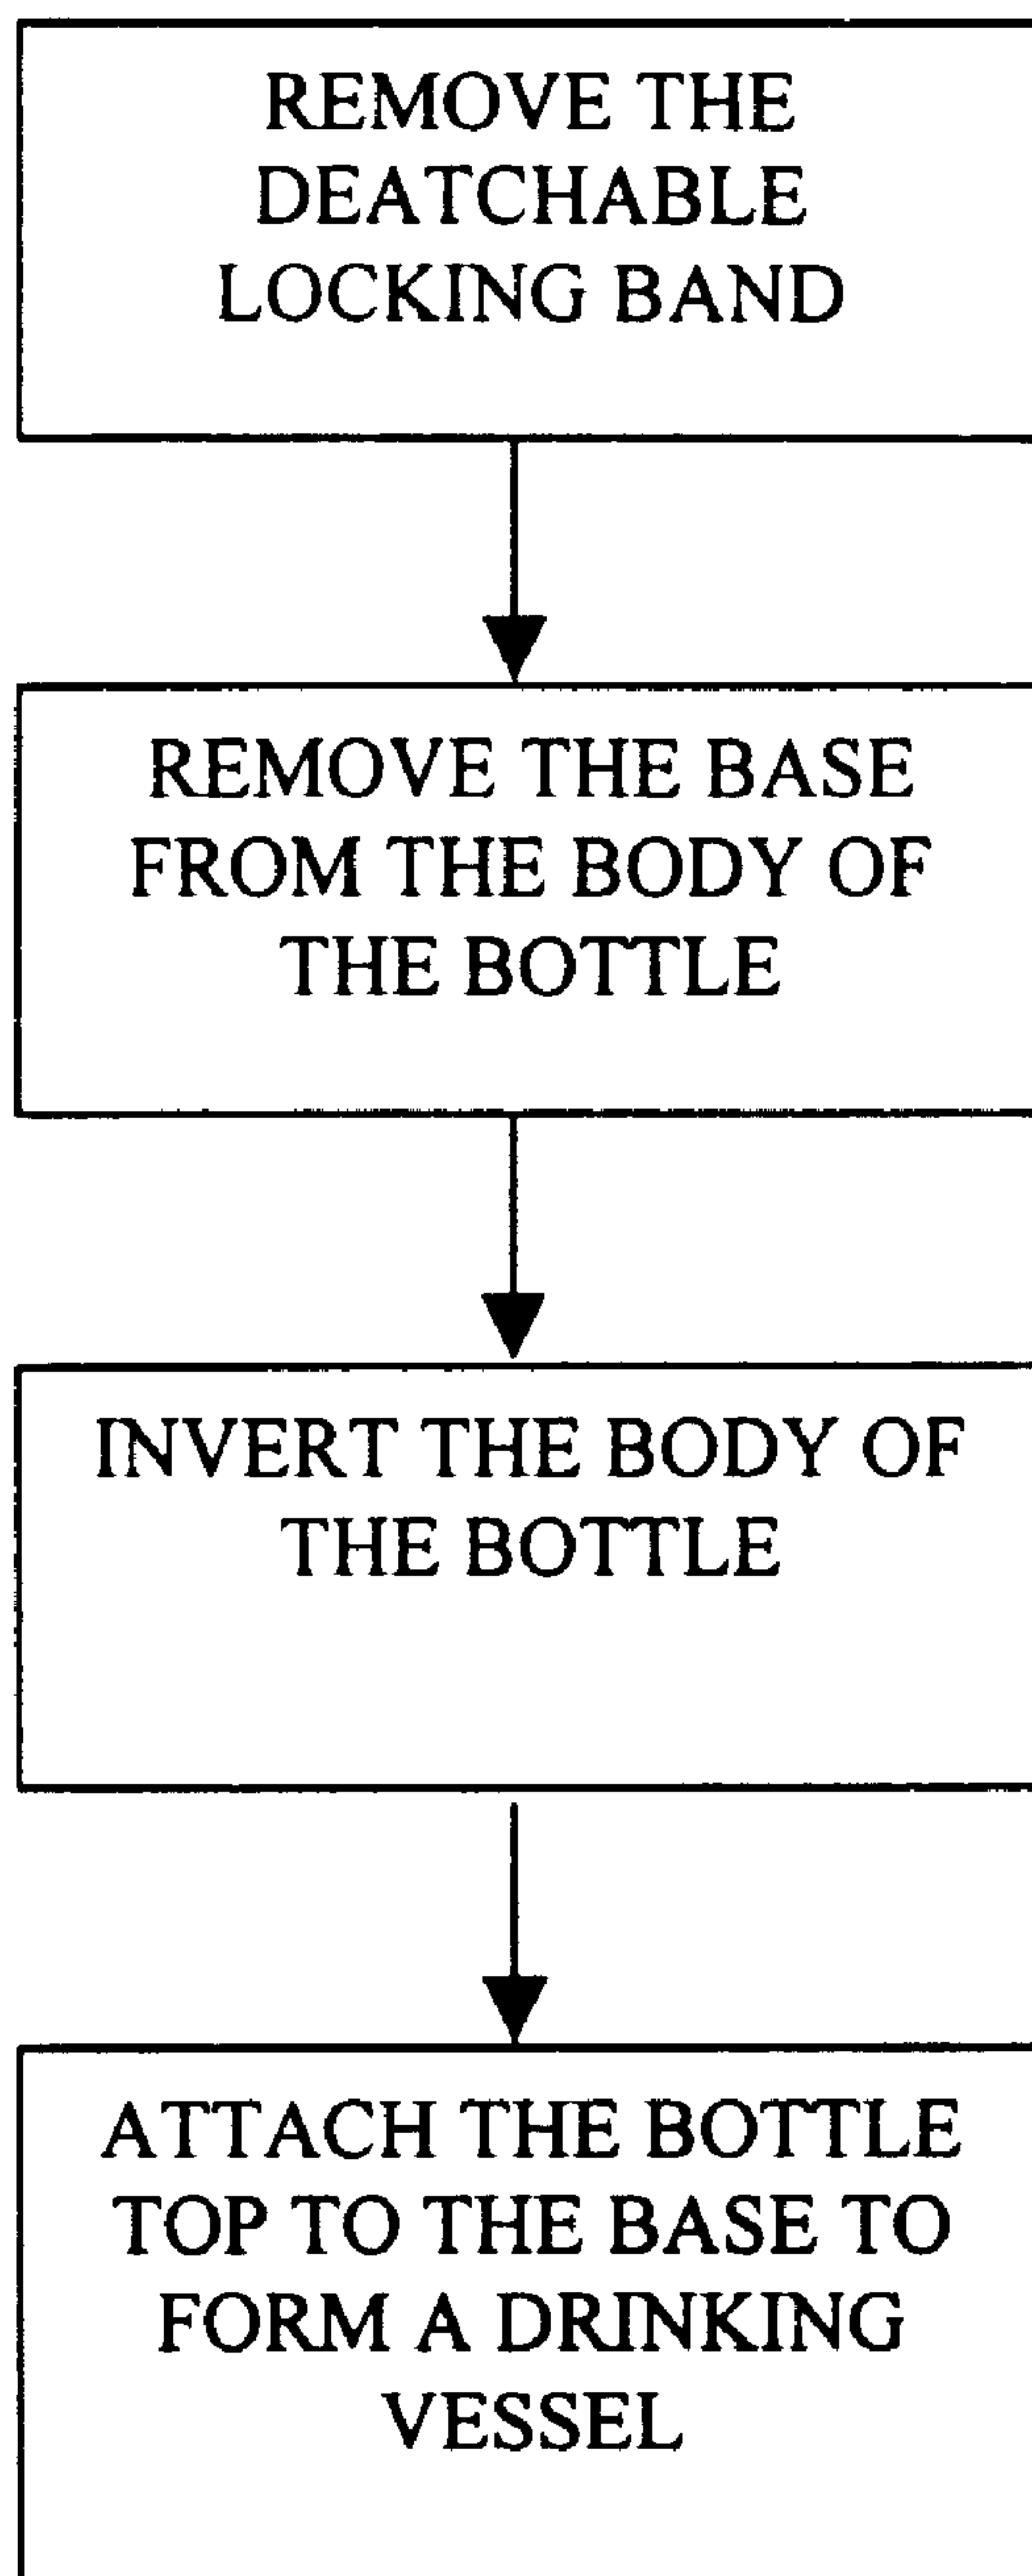 REMOVE THE
DEATCHABLE
LOCKING BAND
REMOVE THE BASE
FROM THE BODY OF
THE BOTTLE
INVERT THE BODY OF
THE BOTTLE
ATTACH THE BOTTLE
TOP TO THE BASE TO
FORM A DRINKING
VESSEL